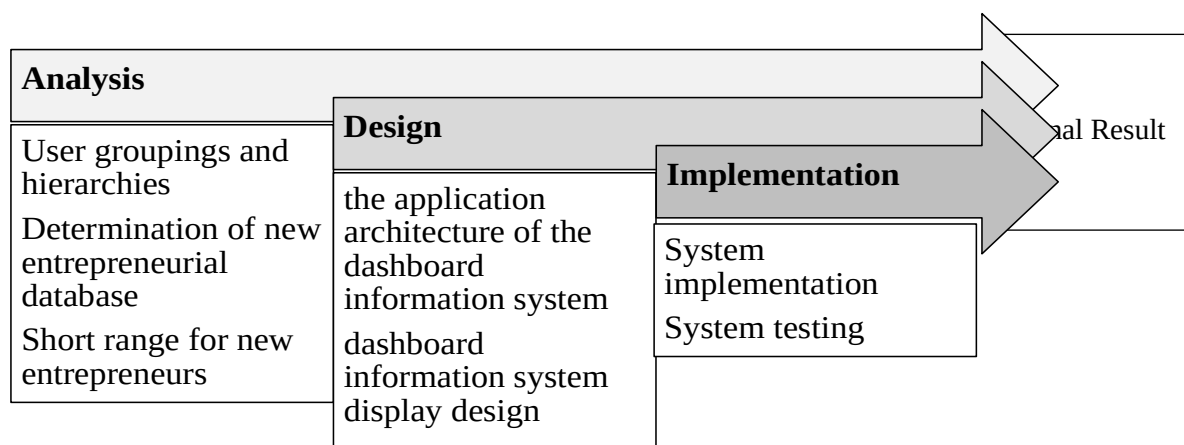 Analysis
User groupings and
hierarchies
Determination of new
entrepreneurial
database
Short range for new
entrepreneurs
Design
the application
architecture of the
dashboard
information system
dashboard
information system
display design
Implementation
System
implementation
System testing
Result